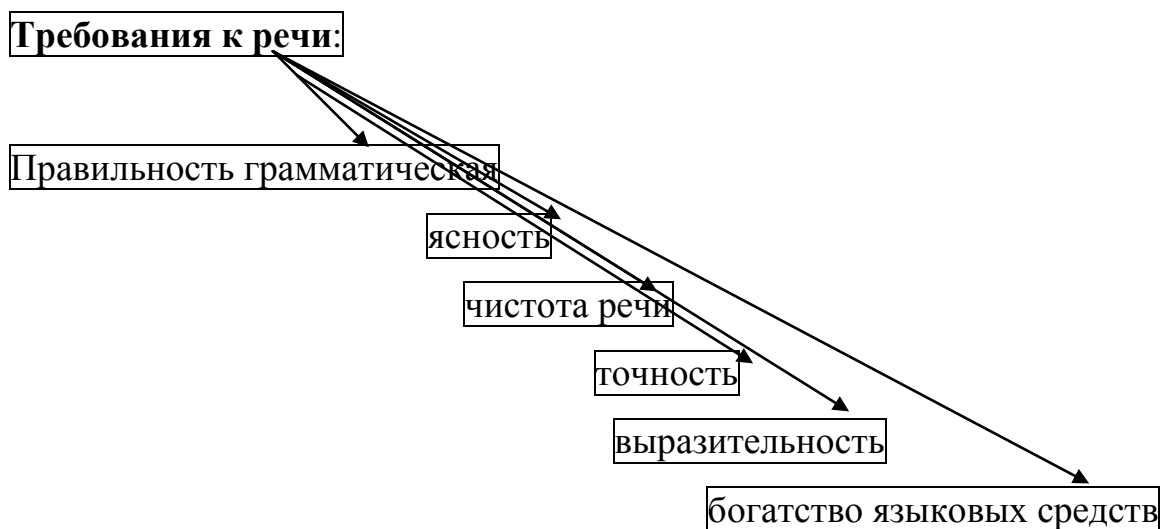 Требования к речи:
Правильность грамматическая
ясность
чистота речи
точность
выразительность
богатство языковых средств